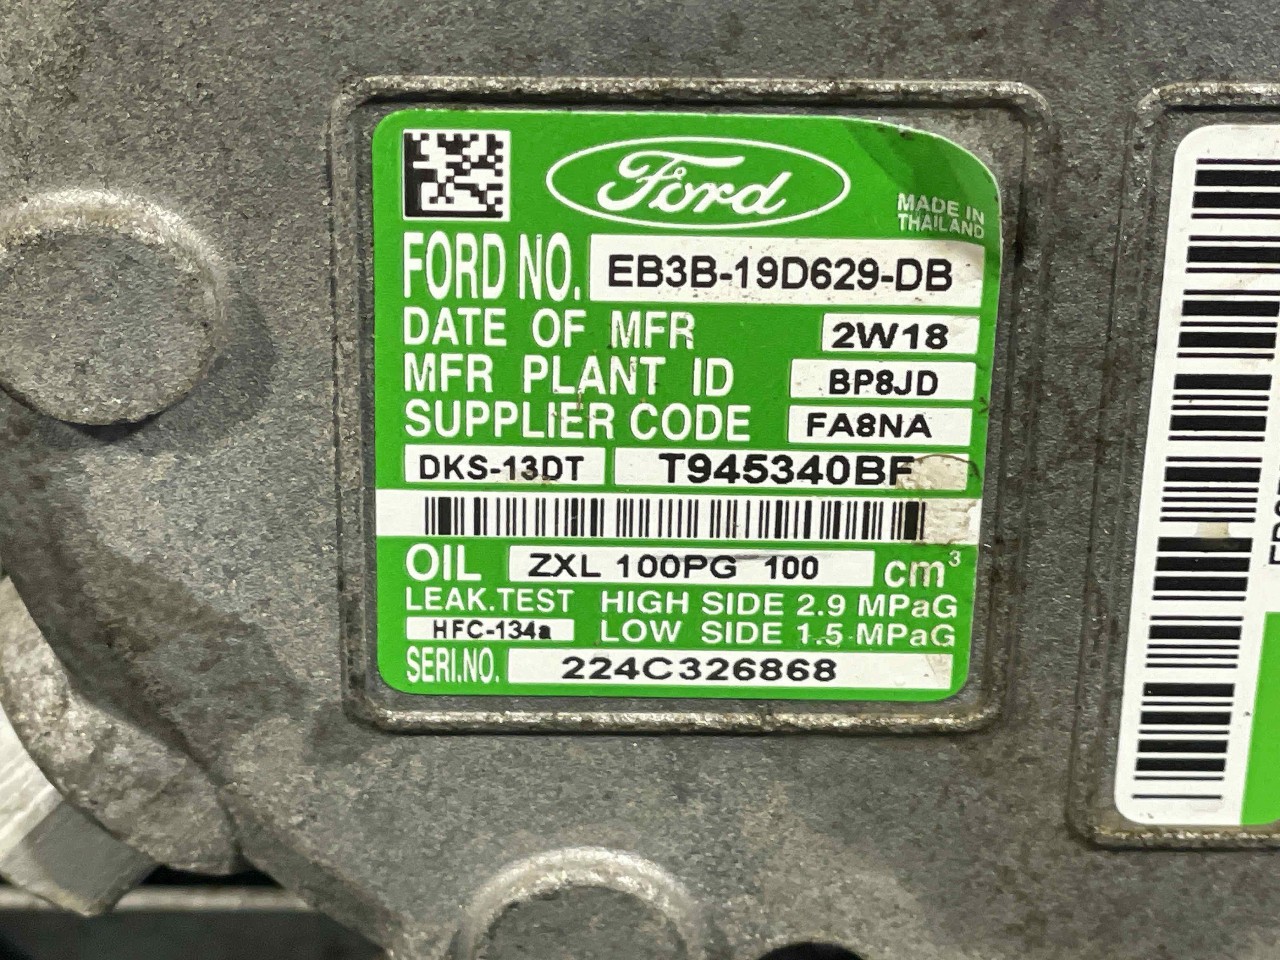 Ford
MADE IN
THAILAND
FORD NO. EB3B-19D629-DB
DATE OF MFR 2W18
MFR PLANT ID BP8JD
SUPPLIER CODE FA8NA
DKS-13DT T945340BF
OIL ZXL 100PG 100 cm³
LEAK.TEST HIGH SIDE 2.9 MPaG
HFC-134a LOW SIDE 1.5 MPaG
SERI.NO. 224C326868